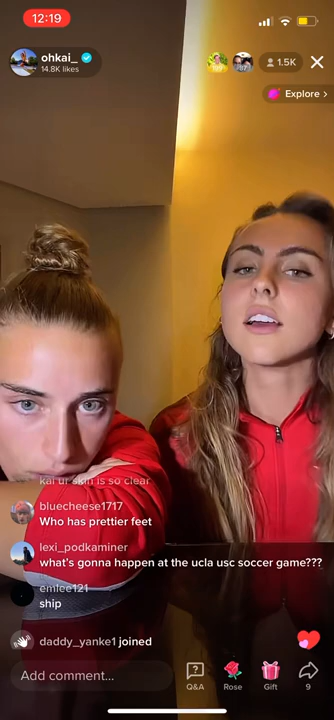 12:19
ohkai_
14.8K likes
1.5K
Explore >
kai ur skin is so clear
bluecheese1717
Who has prettier feet
lexi_podkaminer
what's gonna happen at the ucla usc soccer game???
emlee121
ship
daddy_yanke1 joined
Add comment...
Q&A
Rose
Gift
9